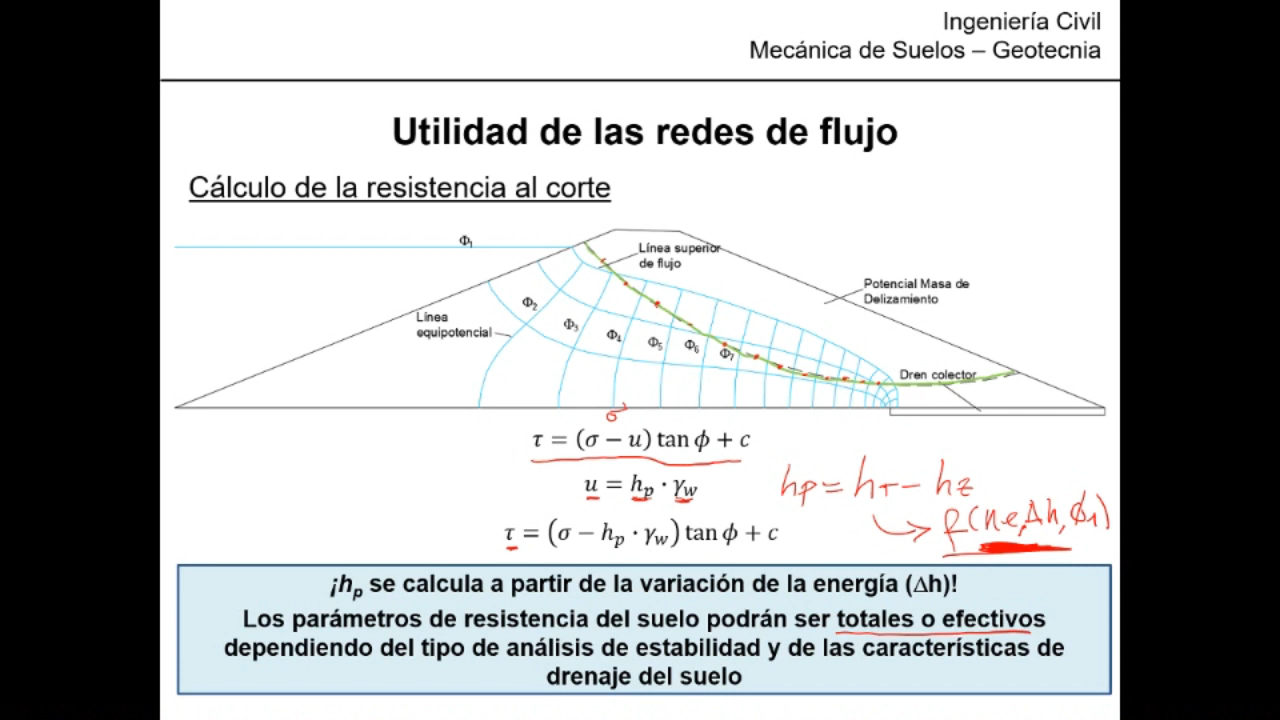 Ingeniería Civil
Mecánica de Suelos – Geotecnia
Utilidad de las redes de flujo
Cálculo de la resistencia al corte
Φ₁
Línea superior
de flujo
Potencial Masa de
Delizamiento
Φ₂
Línea
equipotencial
Φ₃
Φ₄
Φ₅
Φ₆
Φ₇
Dren colector
σ'
τ = (σ − u) tan ϕ + c
u = hₚ · γ_w
hp = hT − hz
f(ne, Δh, Φ1)
τ = (σ − hₚ · γ_w) tan ϕ + c
¡hₚ se calcula a partir de la variación de la energía (Δh)!
Los parámetros de resistencia del suelo podrán ser totales o efectivos
dependiendo del tipo de análisis de estabilidad y de las características de
drenaje del suelo